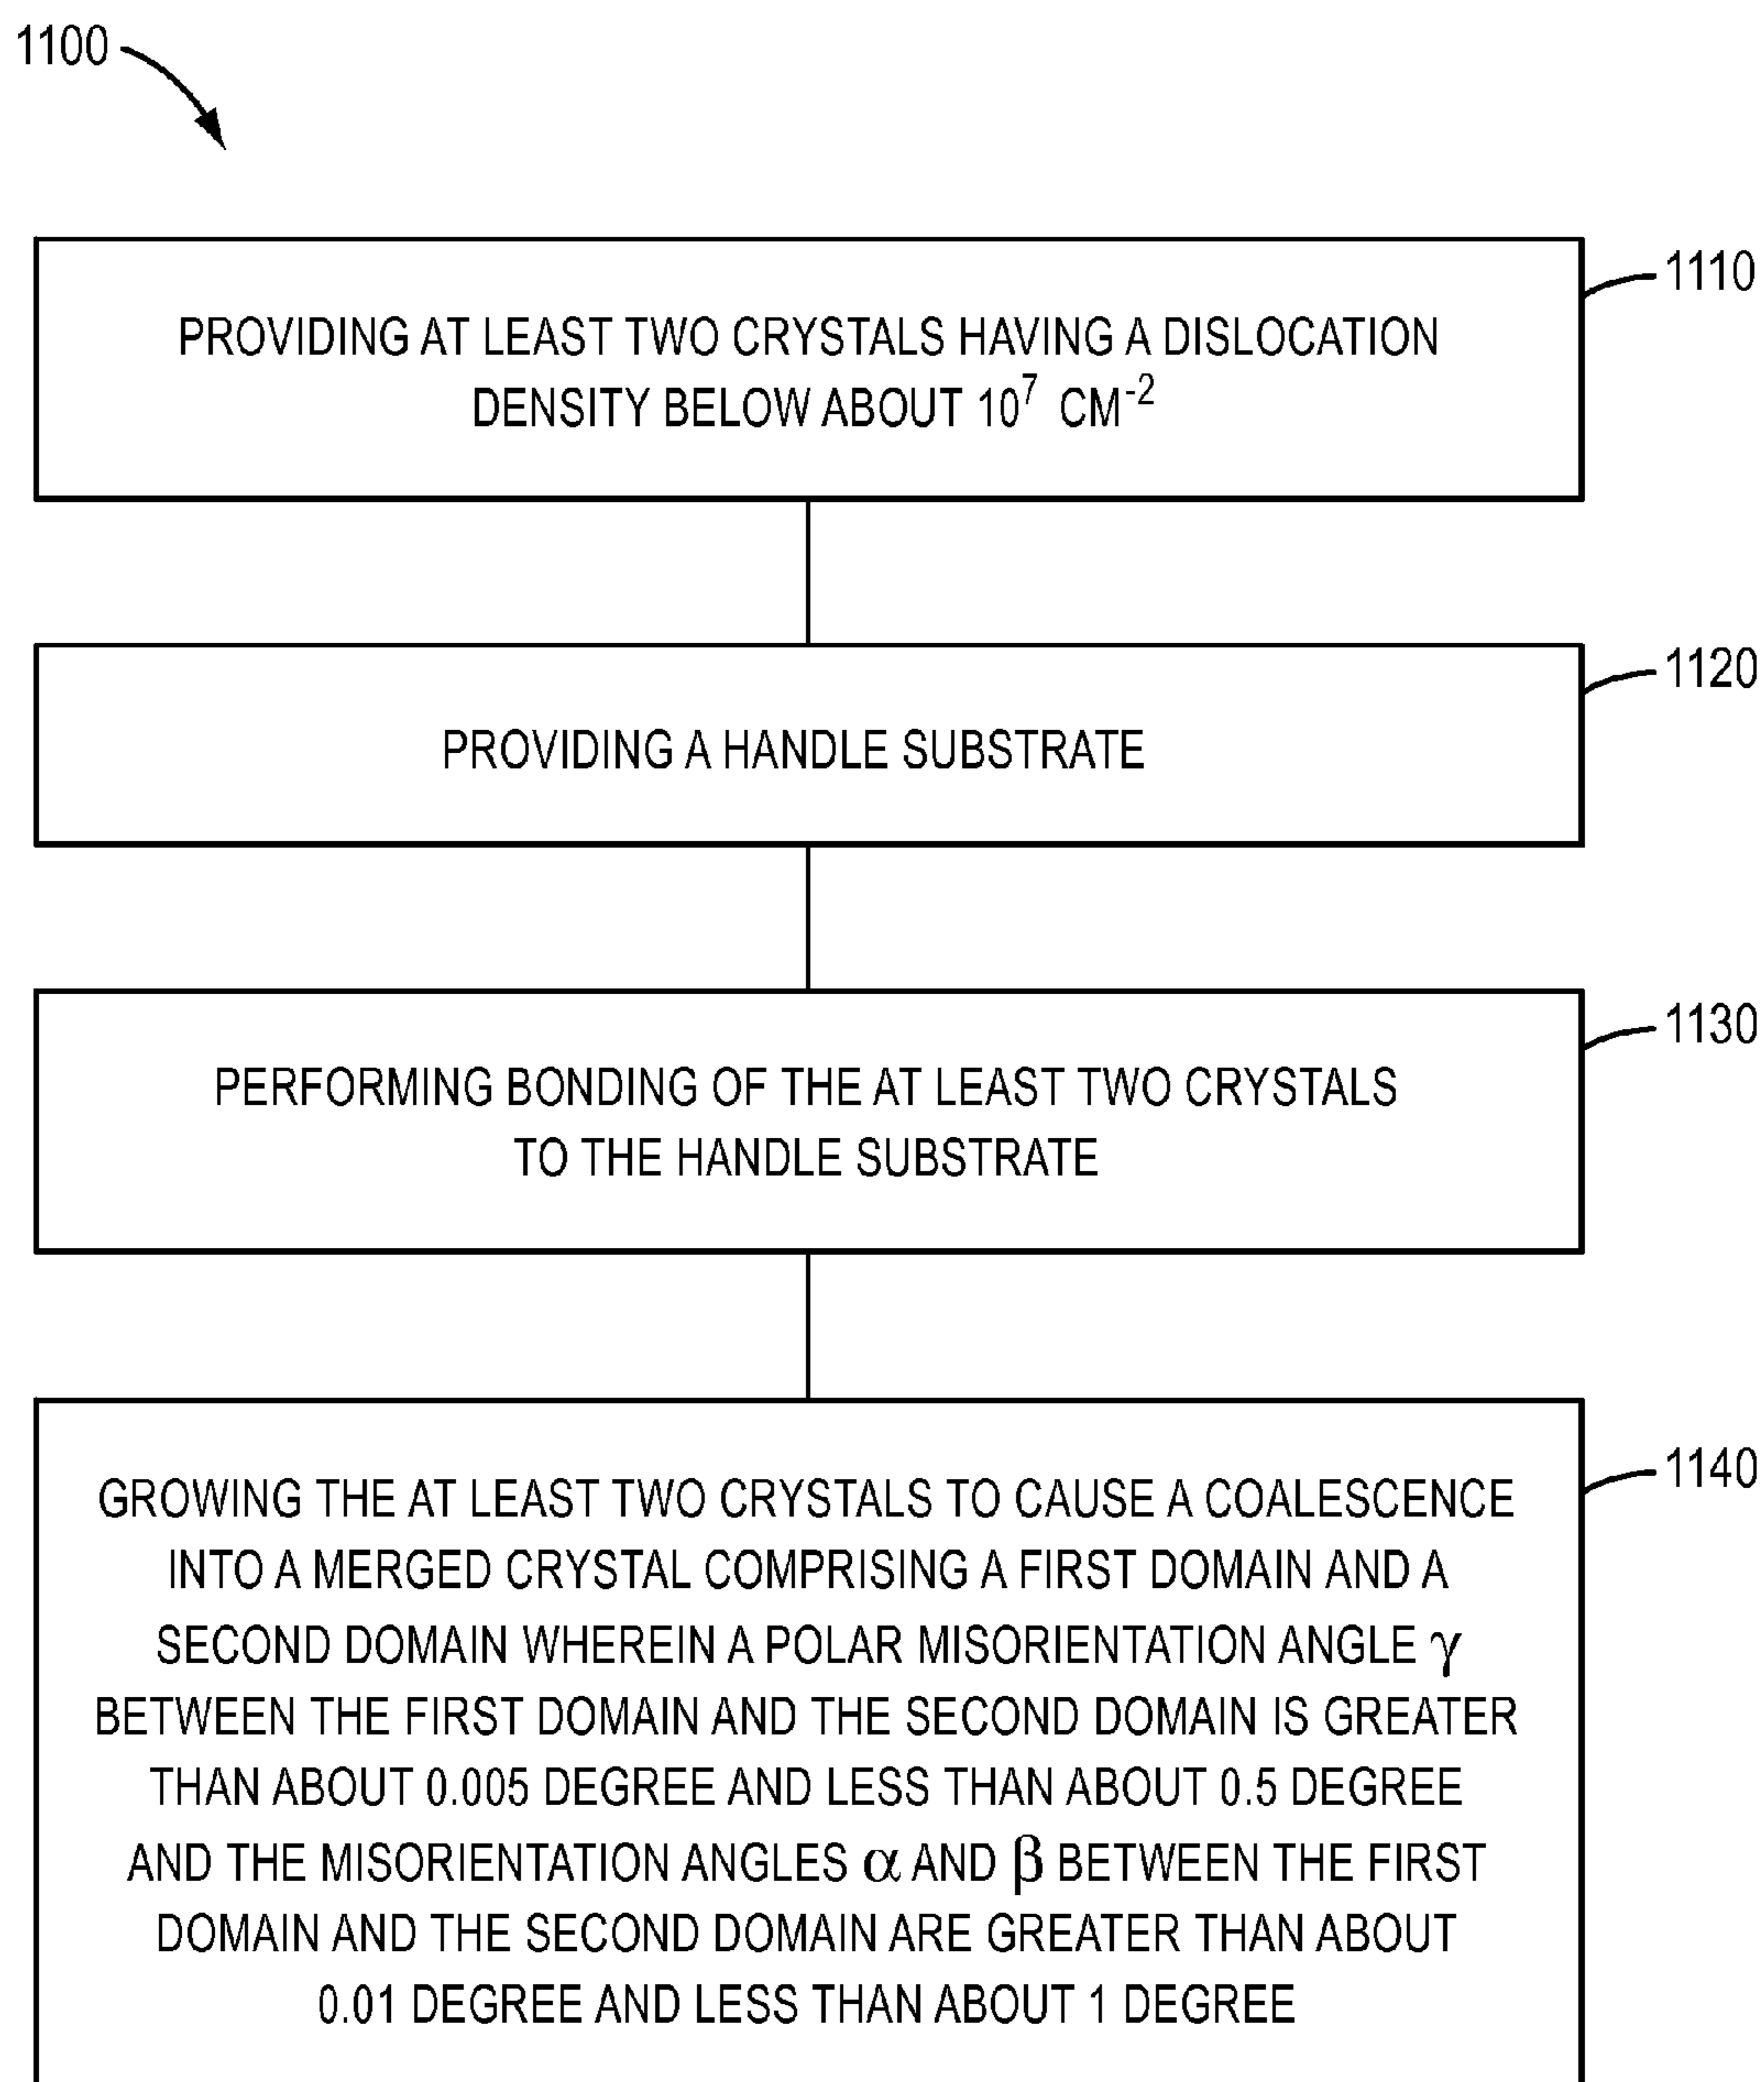 1100
PROVIDING AT LEAST TWO CRYSTALS HAVING A DISLOCATION
DENSITY BELOW ABOUT 10⁷ CM⁻²
1110
PROVIDING A HANDLE SUBSTRATE
1120
PERFORMING BONDING OF THE AT LEAST TWO CRYSTALS
TO THE HANDLE SUBSTRATE
1130
GROWING THE AT LEAST TWO CRYSTALS TO CAUSE A COALESCENCE
INTO A MERGED CRYSTAL COMPRISING A FIRST DOMAIN AND A
SECOND DOMAIN WHEREIN A POLAR MISORIENTATION ANGLE γ
BETWEEN THE FIRST DOMAIN AND THE SECOND DOMAIN IS GREATER
THAN ABOUT 0.005 DEGREE AND LESS THAN ABOUT 0.5 DEGREE
AND THE MISORIENTATION ANGLES α AND β BETWEEN THE FIRST
DOMAIN AND THE SECOND DOMAIN ARE GREATER THAN ABOUT
0.01 DEGREE AND LESS THAN ABOUT 1 DEGREE
1140